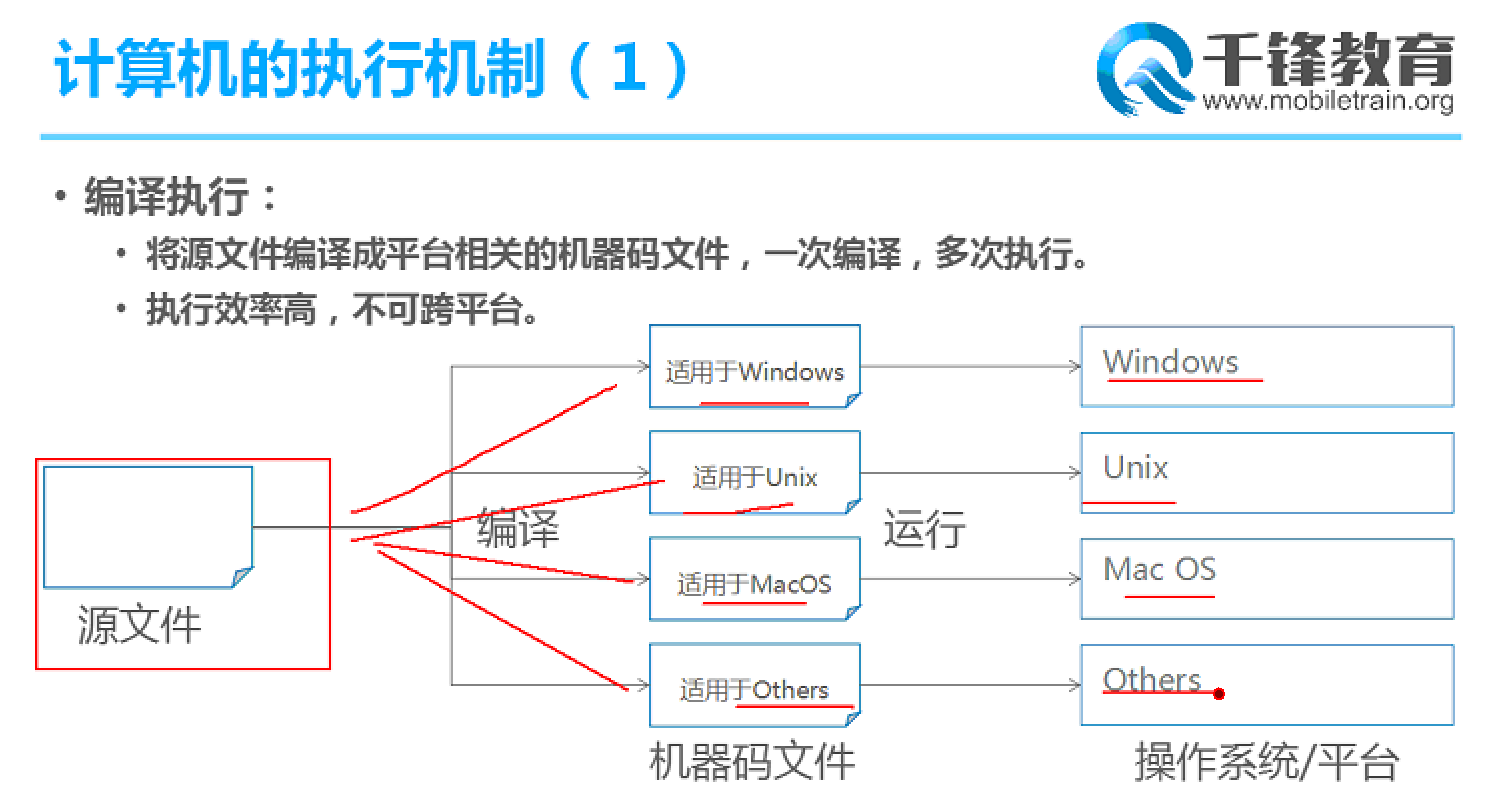 计算机的执行机制（1）
千锋教育
www.mobiletrain.org
• 编译执行：
• 将源文件编译成平台相关的机器码文件，一次编译，多次执行。
• 执行效率高，不可跨平台。
适用于Windows
Windows
适用于Unix
Unix
编译
运行
适用于MacOS
Mac OS
源文件
适用于Others
Others
机器码文件
操作系统/平台